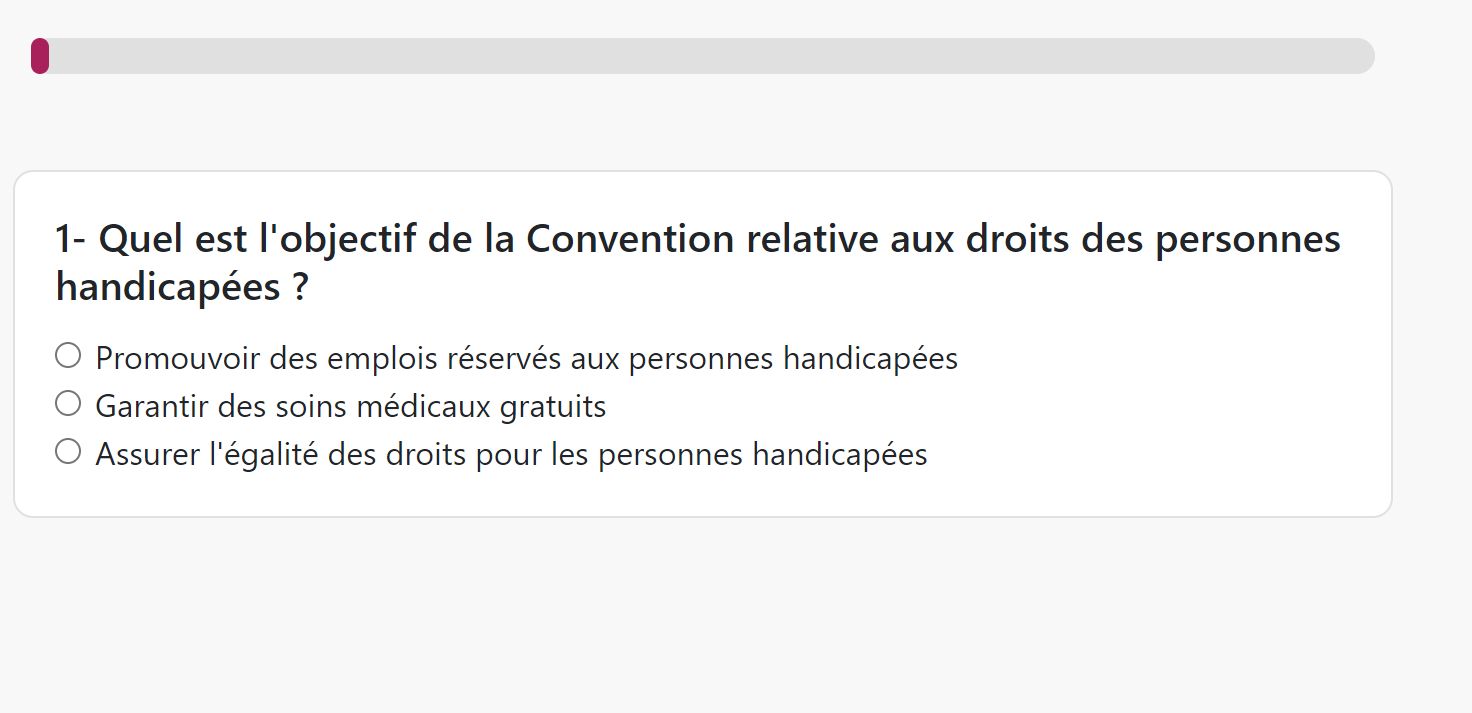 1- Quel est l'objectif de la Convention relative aux droits des personnes
handicapées ?
Promouvoir des emplois réservés aux personnes handicapées
Garantir des soins médicaux gratuits
Assurer l'égalité des droits pour les personnes handicapées